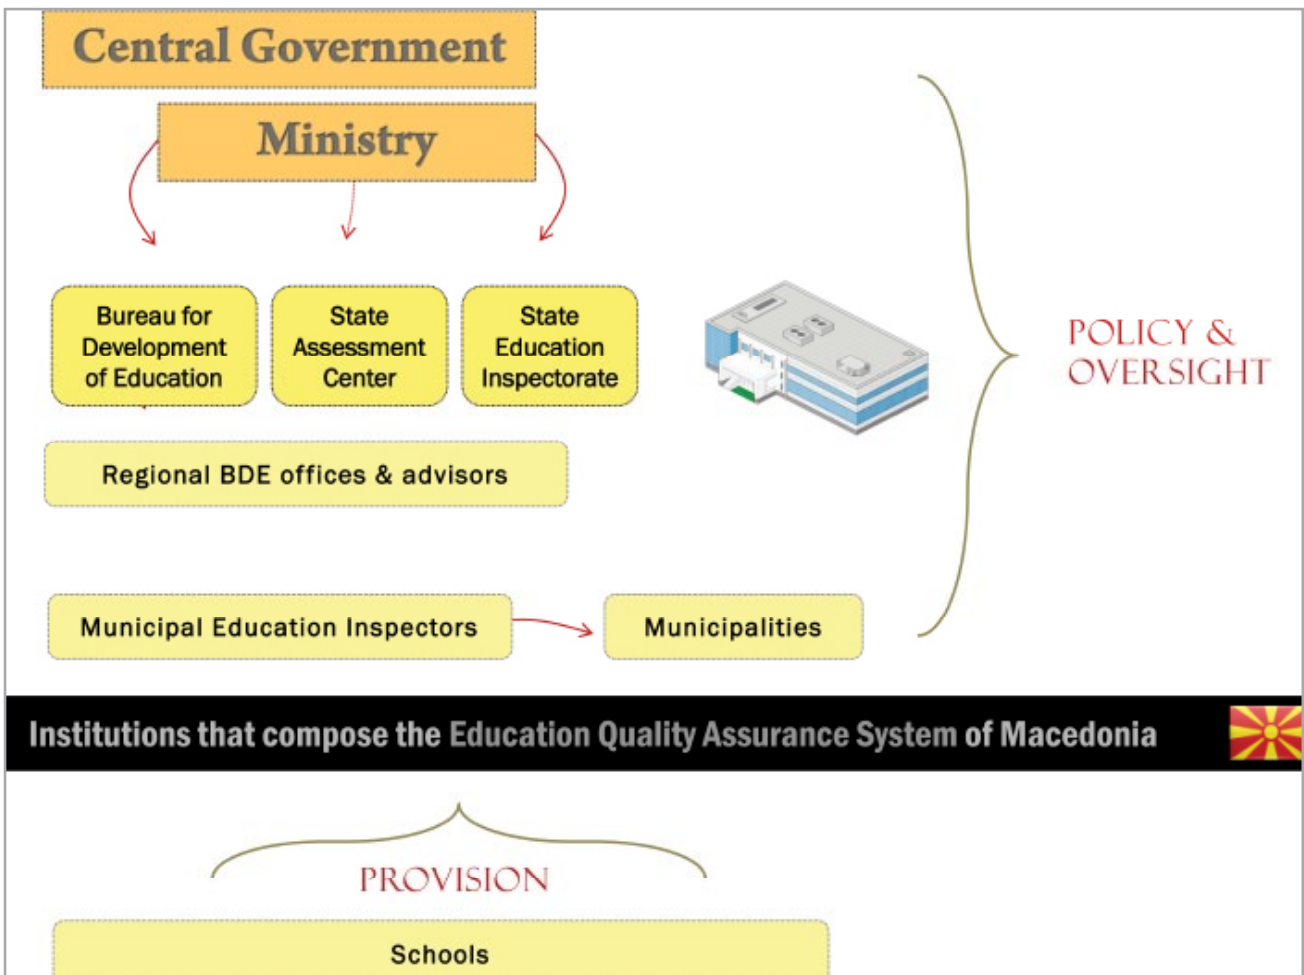 Central Government
Ministry
Bureau for
Development
of Education
State
Assessment
Center
State
Education
Inspectorate
POLICY &
OVERSIGHT
Regional BDE offices & advisors
Municipal Education Inspectors
Municipalities
Institutions that compose the Education Quality Assurance System of Macedonia
PROVISION
Schools